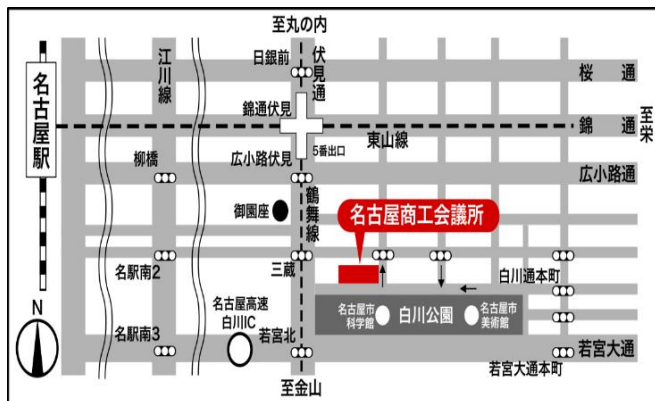 至丸の内
日銀前
伏見通
江川線
桜通
名古屋駅
錦通伏見
錦通
至栄
5番出口
東山線
柳橋
広小路伏見
広小路通
鶴舞線
御園座
名古屋商工会議所
名駅南2
三蔵
白川通本町
N
名古屋高速
白川IC
名古屋市
科学館
白川公園
名古屋市
美術館
名駅南3
若宮北
若宮大通
若宮大通本町
至金山